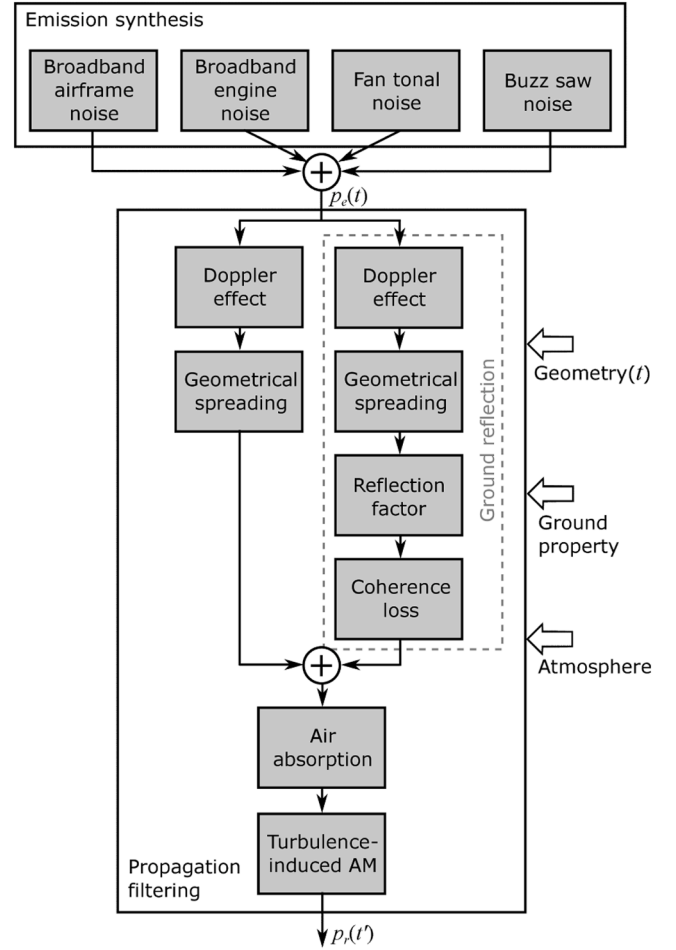 Emission synthesis
Broadband
airframe
noise
Broadband
engine
noise
Fan tonal
noise
Buzz saw
noise
+
pₑ(t)
Doppler
effect
Doppler
effect
Geometrical
spreading
Geometrical
spreading
Reflection
factor
Coherence
loss
Ground reflection
Geometry(t)
Ground
property
Atmosphere
+
Air
absorption
Turbulence-
induced AM
Propagation
filtering
pᵣ(t′)